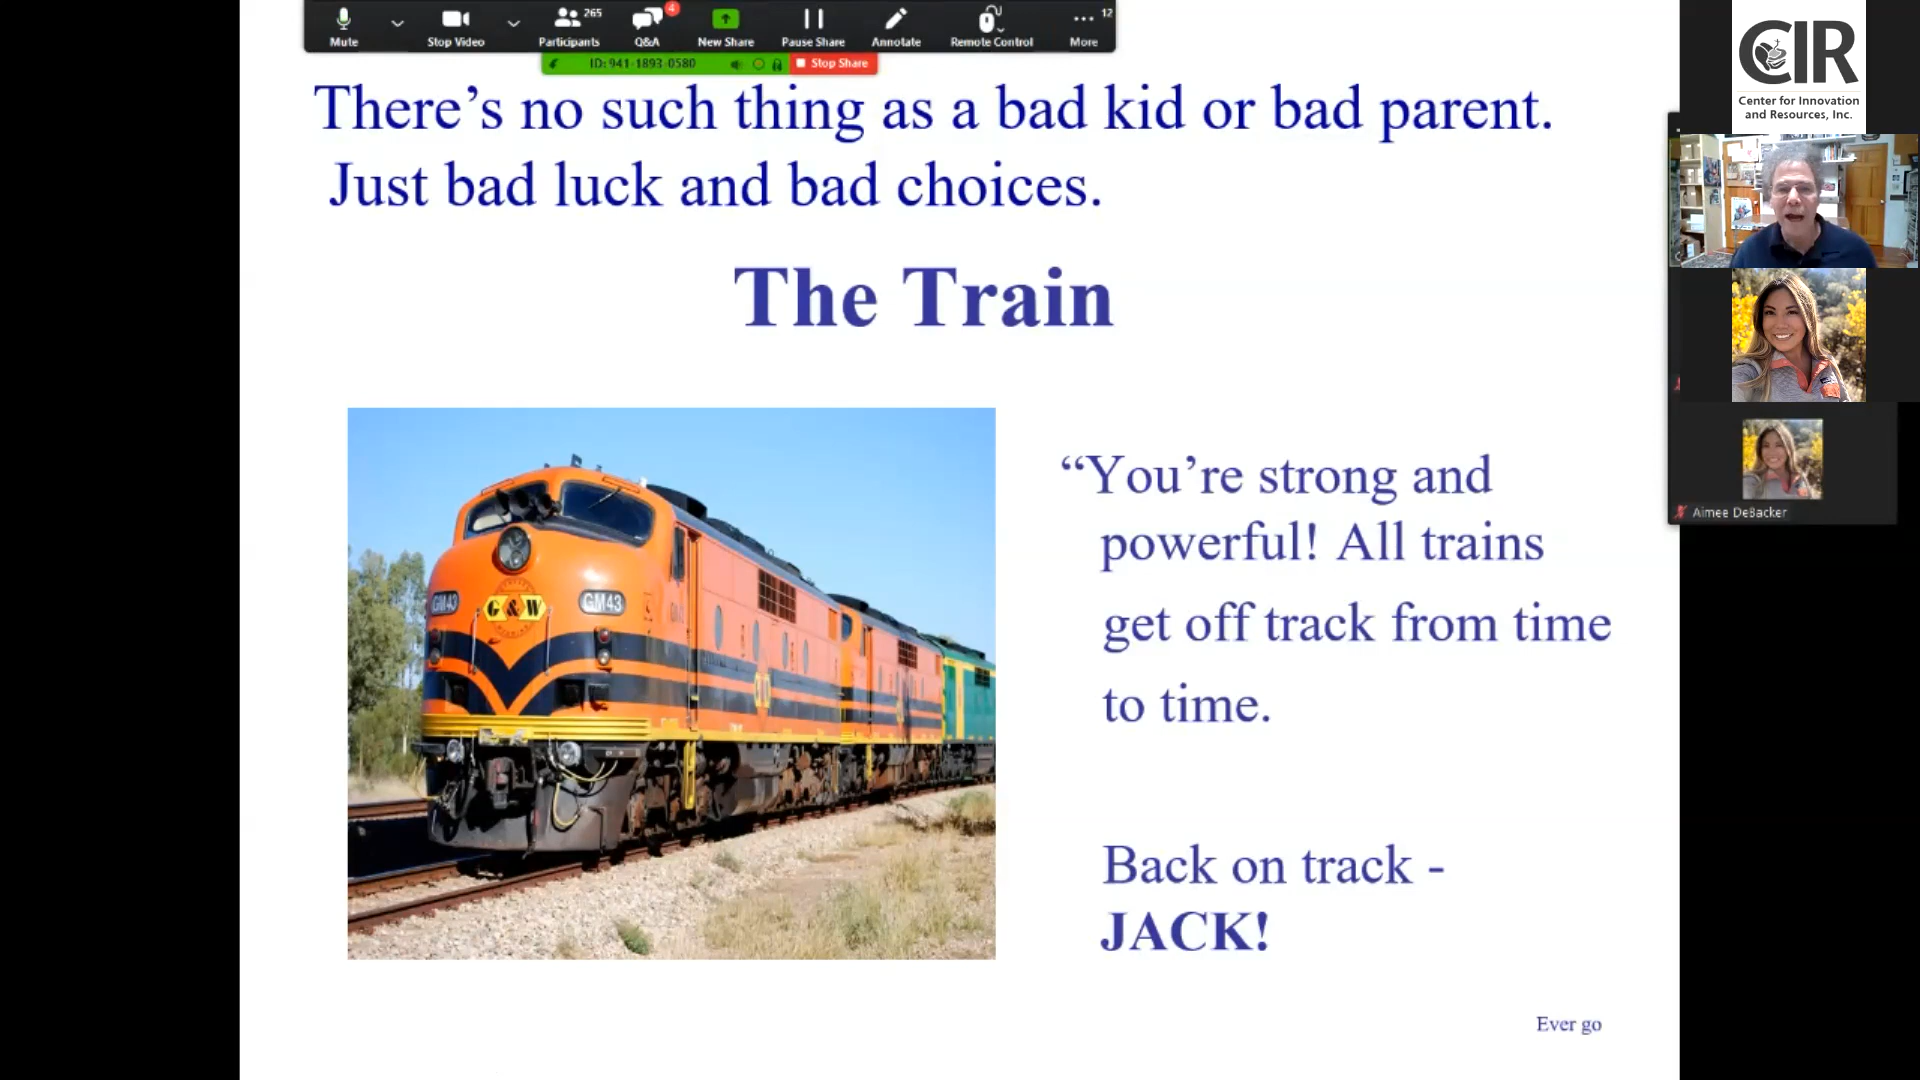 Mute
Stop Video
Participants
265
Q&A
4
New Share
Pause Share
Annotate
Remote Control
More
12
ID: 941-1893-0580
Stop Share
CIR
Center for Innovation
and Resources, Inc.
There’s no such thing as a bad kid or bad parent.
Just bad luck and bad choices.
The Train
GM43
G&W
GM43
“You’re strong and
powerful! All trains
get off track from time
to time.
Back on track -
JACK!
Aimee DeBacker
Ever go